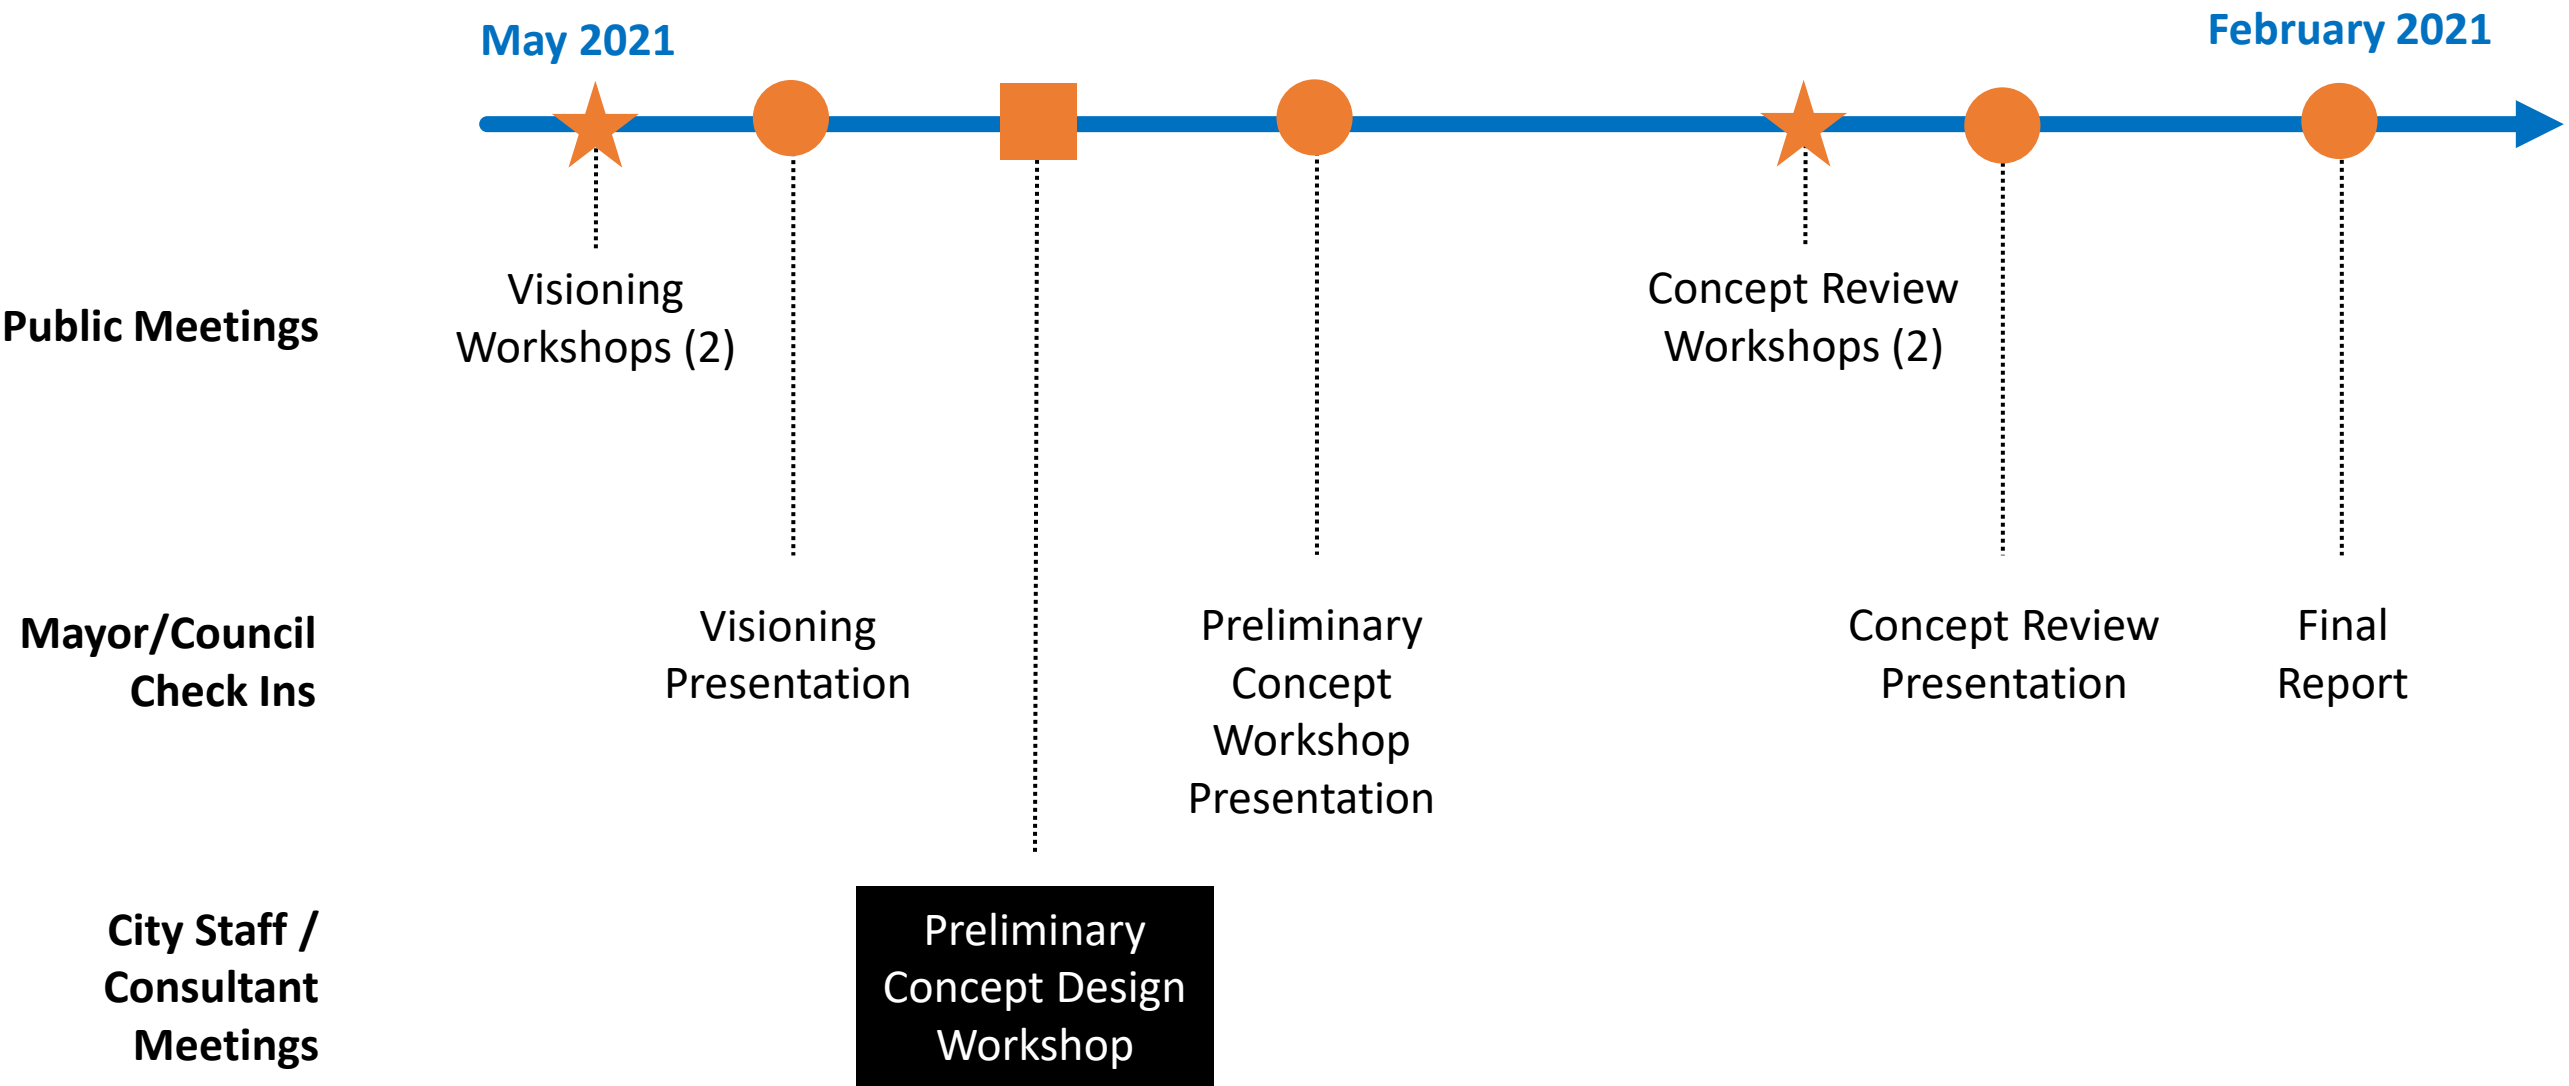 May 2021
February 2021
Public Meetings
Visioning
Workshops (2)
Concept Review
Workshops (2)
Mayor/Council
Check Ins
Visioning
Presentation
Preliminary
Concept
Workshop
Presentation
Concept Review
Presentation
Final
Report
City Staff /
Consultant
Meetings
Preliminary
Concept Design
Workshop